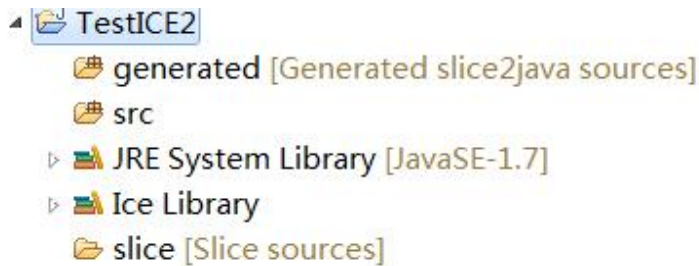 TestICE2
generated [Generated slice2java sources]
src
JRE System Library [JavaSE-1.7]
Ice Library
slice [Slice sources]